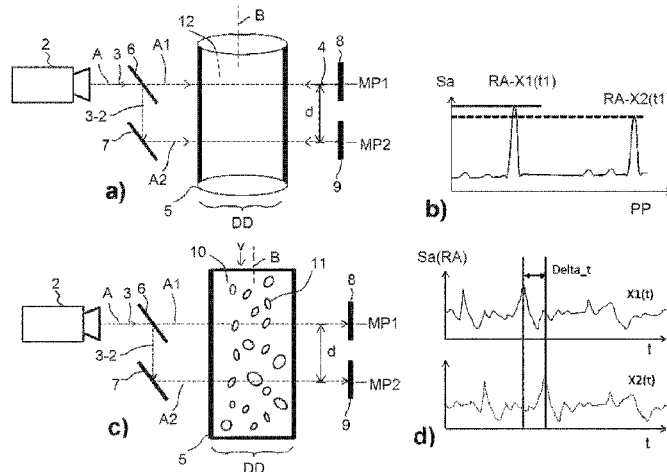 2
A
3
6
A1
12
B
4
8
MP1
3-2
d
7
A2
MP2
a)
5
DD
9
Sa
RA-X1(t1)
RA-X2(t1)
b)
PP
2
A
3
6
A1
10
V
B
11
8
MP1
3-2
d
7
A2
MP2
c)
5
DD
9
Sa(RA)
Delta_t
X1(t)
t
X2(t)
d)
t